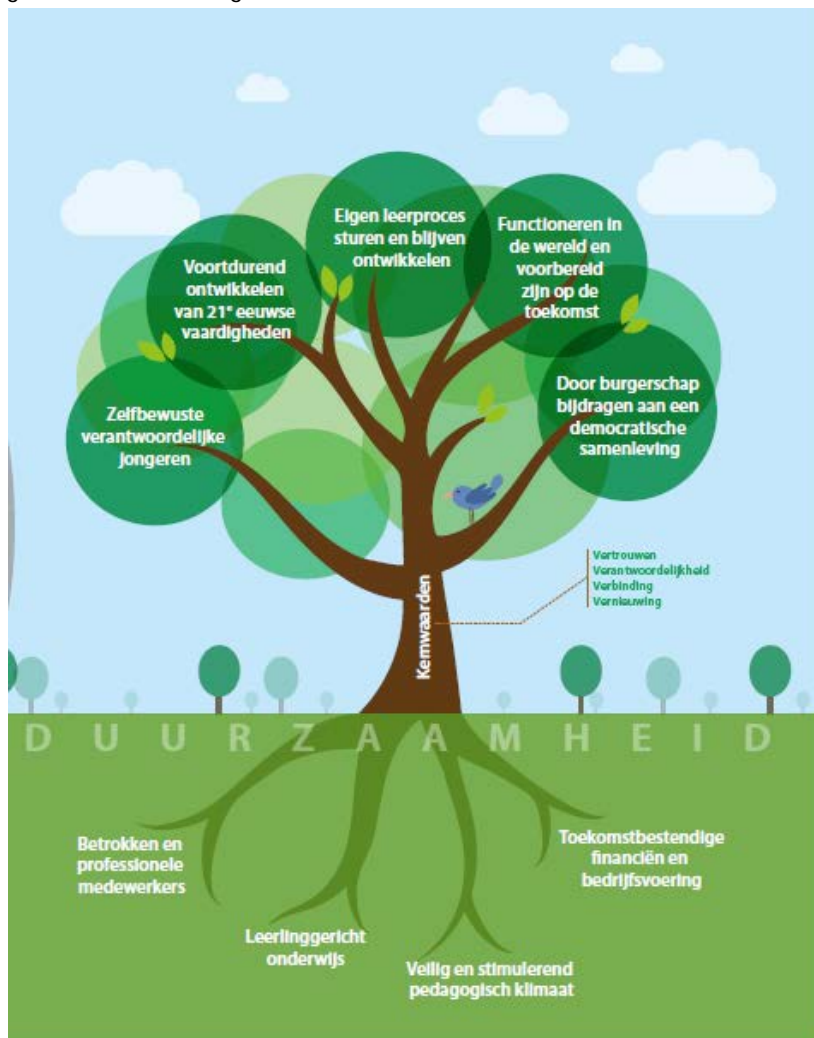 Eigen leerproces
sturen en blijven
ontwikkelen
Functioneren in
de wereld en
voorbereid
zijn op de
toekomst
Voortdurend
ontwikkelen
van 21e eeuwse
vaardigheden
Door burgerschap
bijdragen aan een
democratische
samenleving
Zelfbewuste
verantwoordelijke
jongeren
Vertrouwen
Verantwoordelijkheid
Verbinding
Vernieuwing
Kernwaarden
DUURZAAMHEID
Betrokken en
professionele
medewerkers
Toekomstbestendige
financiën en
bedrijfsvoering
Leerlinggericht
onderwijs
Veilig en stimulerend
pedagogisch klimaat